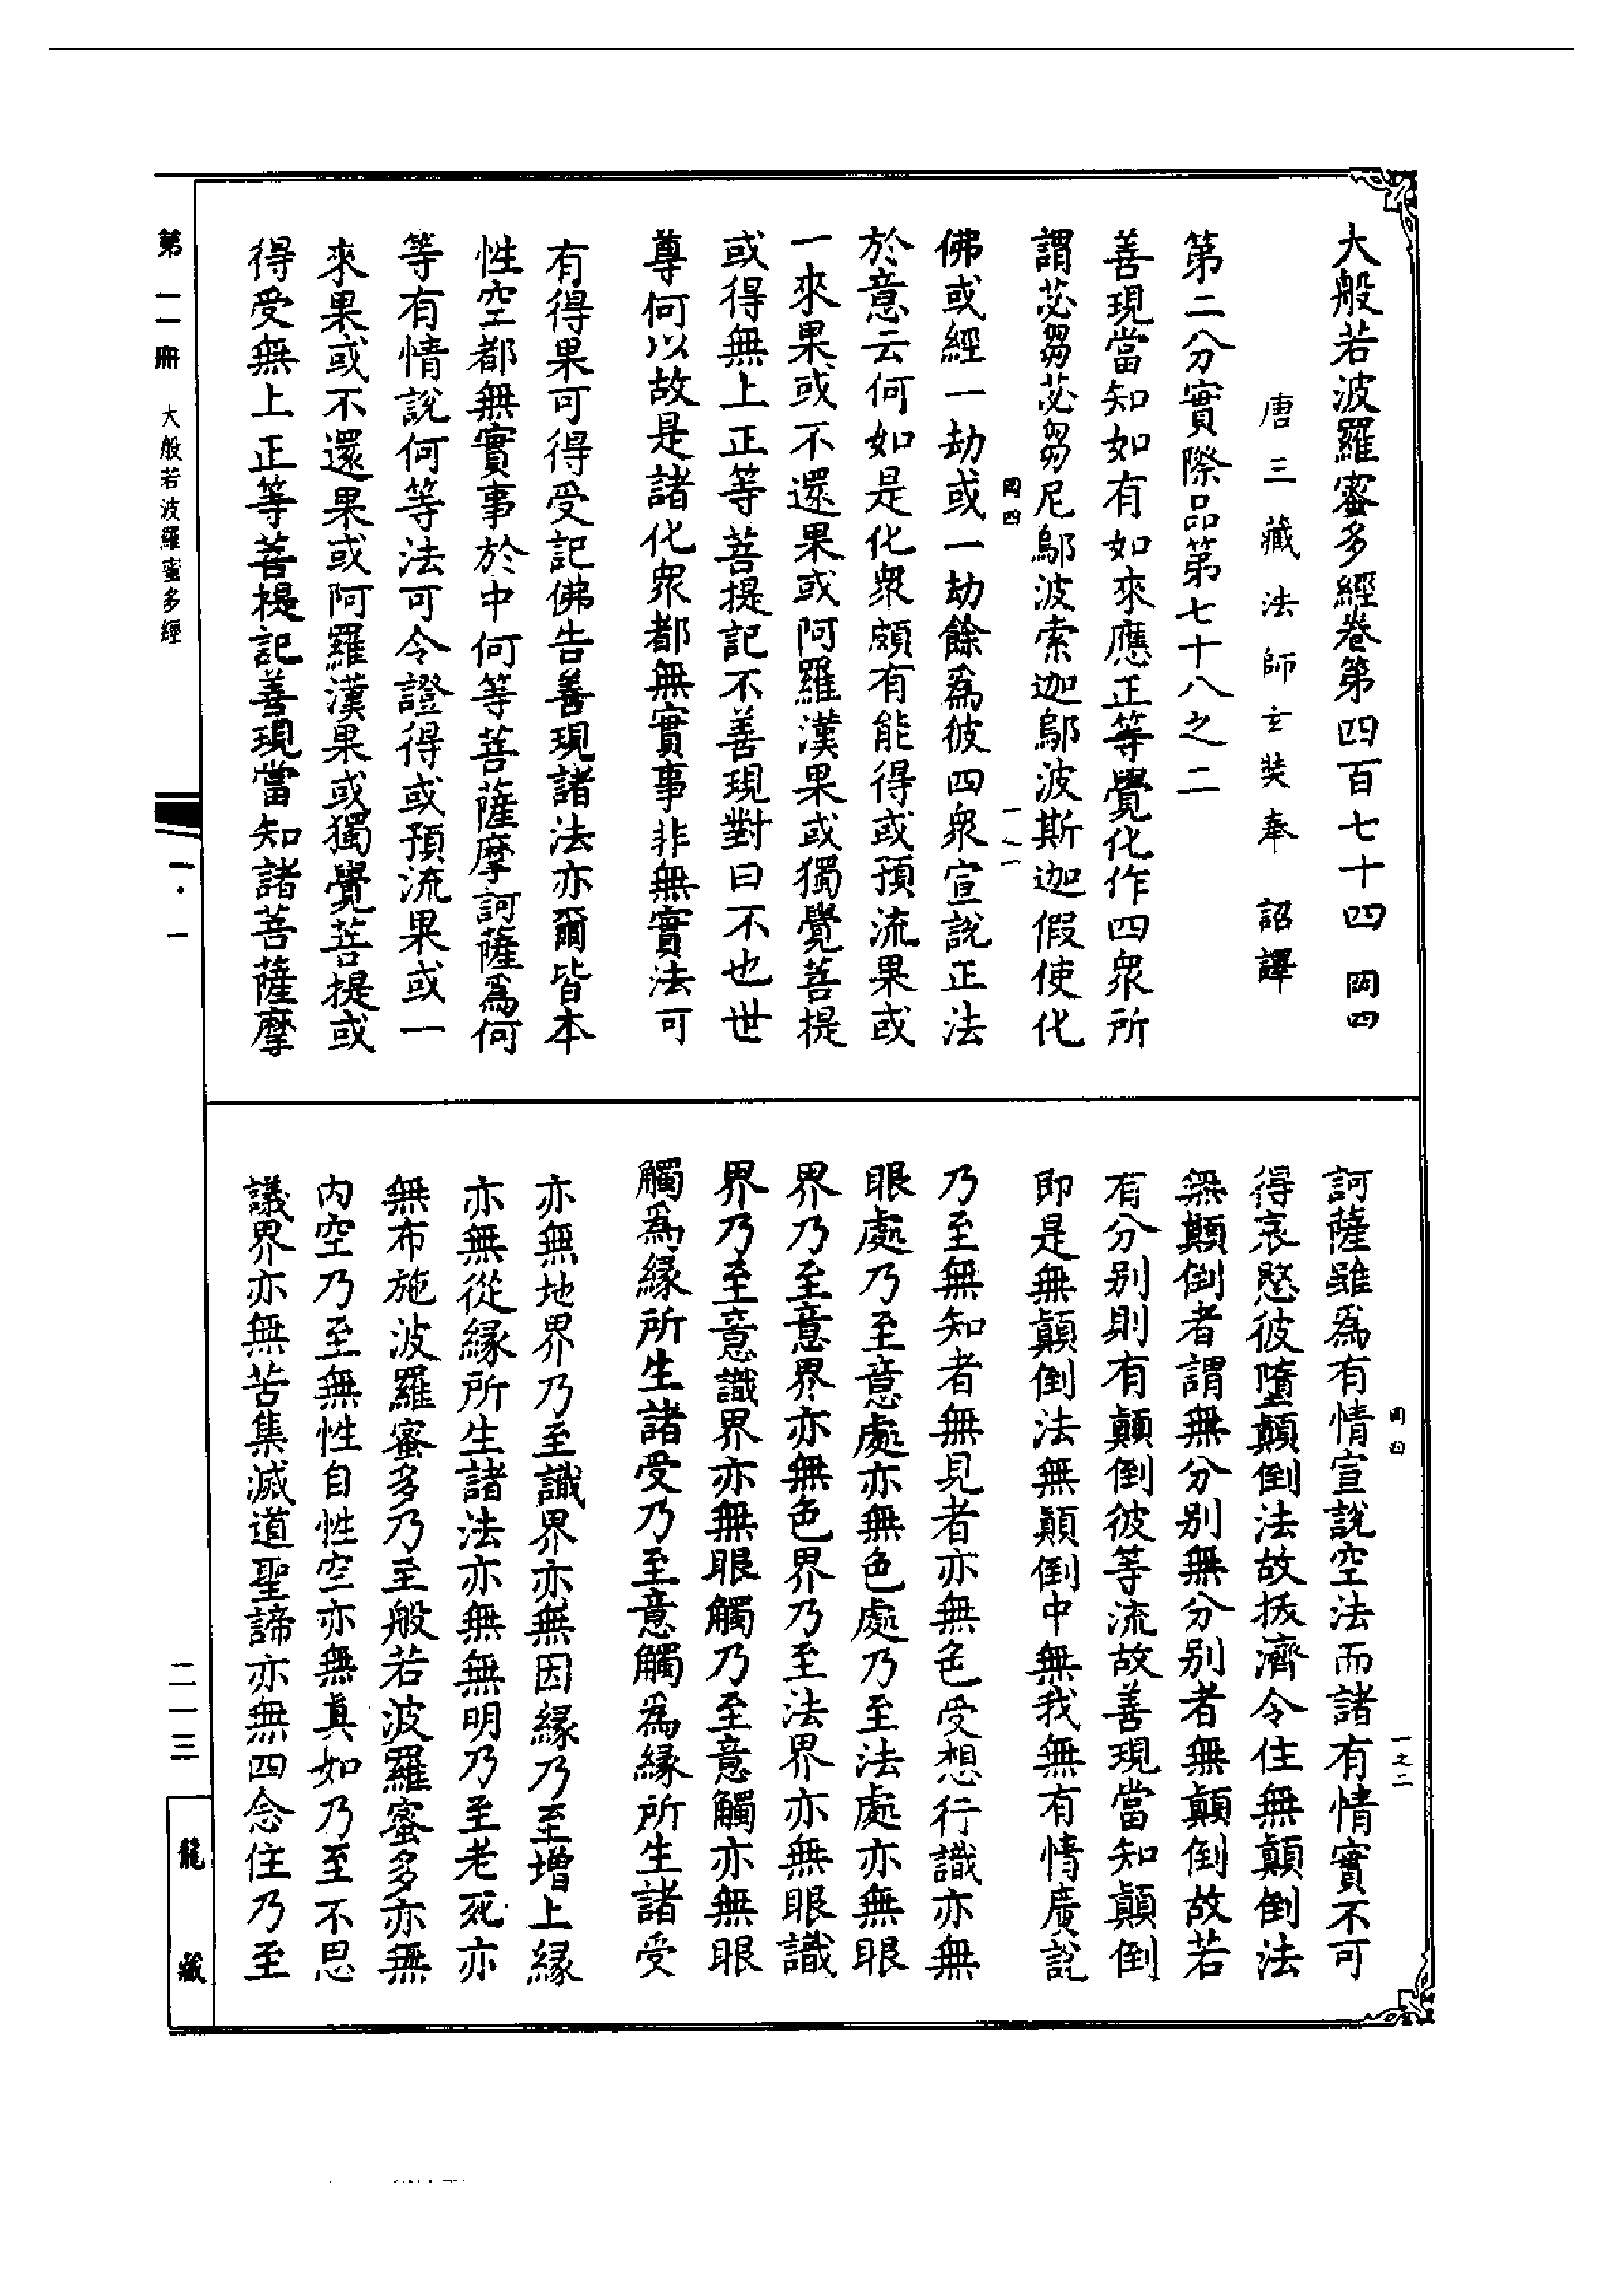 大般若波羅蜜多經卷第四百七十四 岡四
唐三藏法師玄奘奉 詔譯
第二分實際品第七十八之二
善現當知如有如來應正等覺化作四衆所
謂苾芻苾芻尼鄔波索迦鄔波斯迦假使化
岡四 一之一
佛或經一劫或一劫餘爲彼四衆宣說正法
於意云何如是化衆頗有能得或預流果或
一來果或不還果或阿羅漢果或獨覺菩提
或得無上正等菩提記不善現對曰不也世
尊何以故是諸化衆都無實事非無實法可
有得果可得受記佛告善現諸法亦爾皆本
性空都無實事於中何等菩薩摩訶薩爲何
等有情說何等法可令證得或預流果或一
來果或不還果或阿羅漢果或獨覺菩提或
得受無上正等菩提記善現當知諸菩薩摩
岡四 一之二
訶薩雖爲有情宣說空法而諸有情實不可
得哀愍彼墮顛倒法故拔濟令住無顛倒法
無顛倒者謂無分別無分別者無顛倒故若
有分別則有顛倒彼等流故善現當知顛倒
即是無顛倒法無顛倒中無我無有情廣說
乃至無知者無見者亦無色受想行識亦無
眼處乃至意處亦無色處乃至法處亦無眼
界乃至意界亦無色界乃至法界亦無眼識
界乃至意識界亦無眼觸乃至意觸亦無眼
觸爲緣所生諸受乃至意觸爲緣所生諸受
亦無地界乃至識界亦無因緣乃至增上緣
亦無從緣所生諸法亦無無明乃至老死亦
無布施波羅蜜多乃至般若波羅蜜多亦無
內空乃至無性自性空亦無真如乃至不思
議界亦無苦集滅道聖諦亦無四念住乃至
第一一冊 大般若波羅蜜多經
一·一
二一三
龍藏